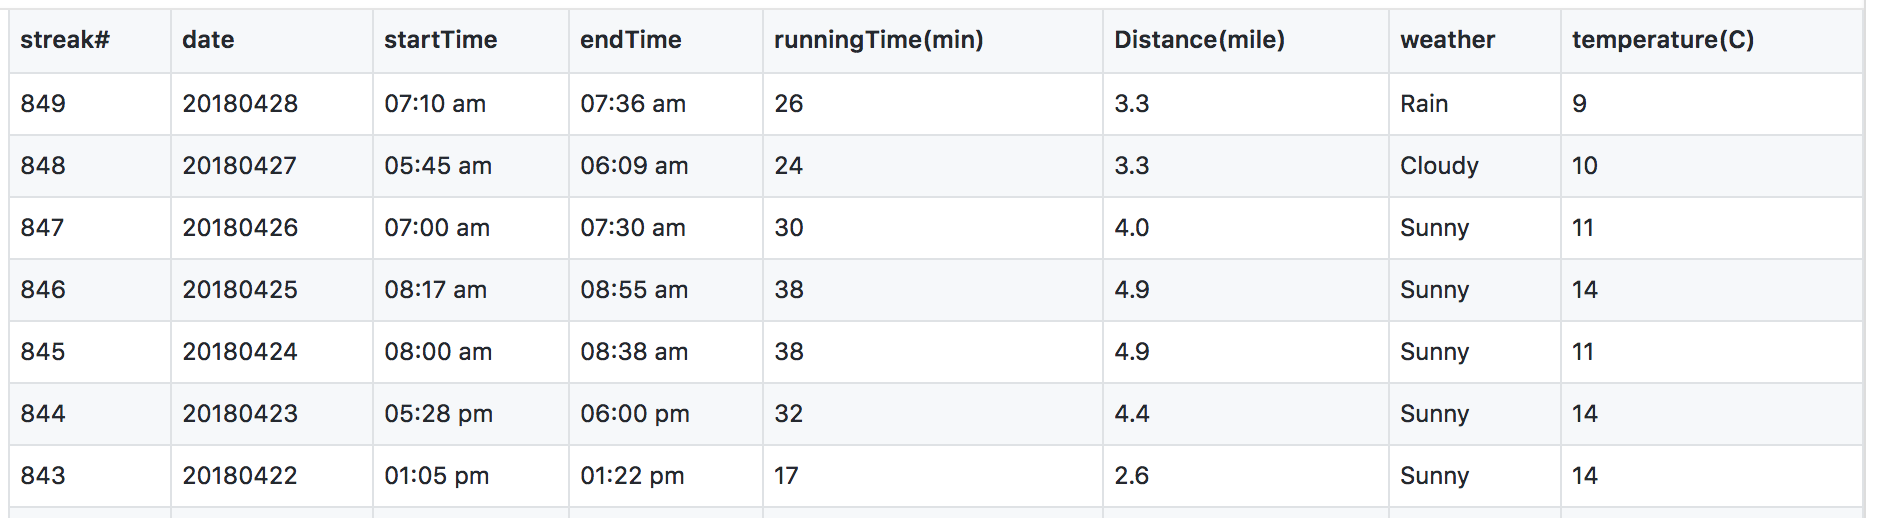 streak# date startTime endTime runningTime(min) Distance(mile) weather temperature(C)
849 20180428 07:10 am 07:36 am 26 3.3 Rain 9
848 20180427 05:45 am 06:09 am 24 3.3 Cloudy 10
847 20180426 07:00 am 07:30 am 30 4.0 Sunny 11
846 20180425 08:17 am 08:55 am 38 4.9 Sunny 14
845 20180424 08:00 am 08:38 am 38 4.9 Sunny 11
844 20180423 05:28 pm 06:00 pm 32 4.4 Sunny 14
843 20180422 01:05 pm 01:22 pm 17 2.6 Sunny 14